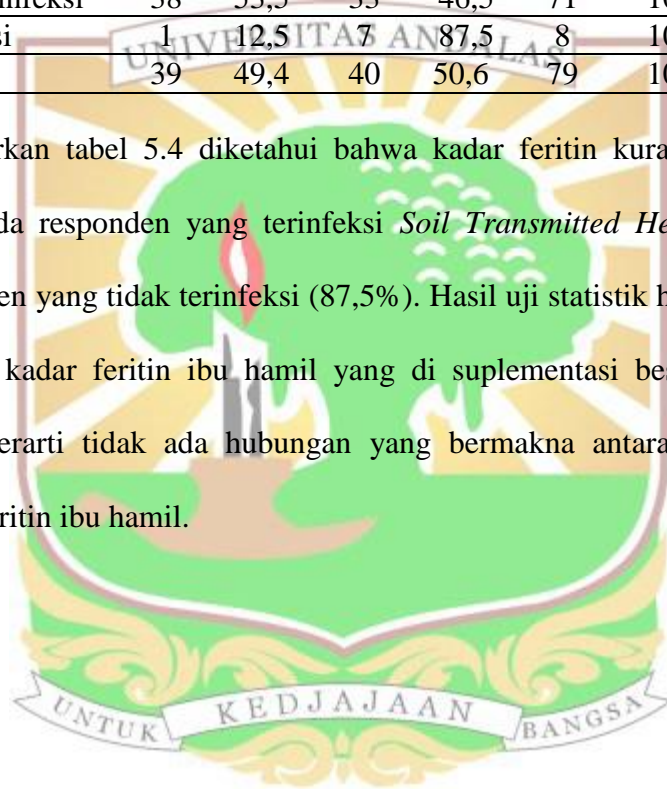 infeksi 38 53,5 33 46,5 71
si 1 12,5 7 87,5 8 10
UNIVERSITAS ANDALAS
39 49,4 40 50,6 79 10
rkan tabel 5.4 diketahui bahwa kadar feritin kura
da responden yang terinfeksi Soil Transmitted He
en yang tidak terinfeksi (87,5%). Hasil uji statistik h
kadar feritin ibu hamil yang di suplementasi bes
erarti tidak ada hubungan yang bermakna antara
ritin ibu hamil.
UNTUK KEDJAJAAN BANGSA